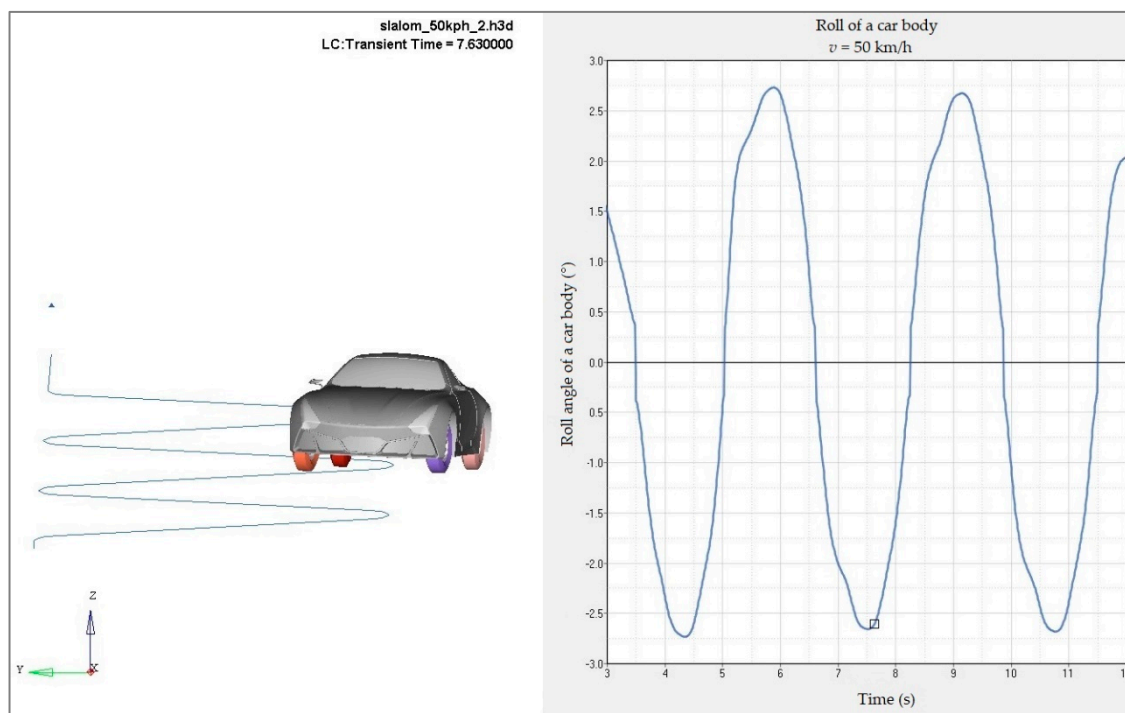 slalom_50kph_2.h3d
LC:Transient Time = 7.630000
Z
Y
X
Roll of a car body
v = 50 km/h
3.0
2.5
2.0
1.5
1.0
0.5
0.0
0.5
-1.0
-1.5
-2.0
-2.5
-3.0
Roll angle of a car body (°)
3 4 5 6 7 8 9 10 11
Time (s)